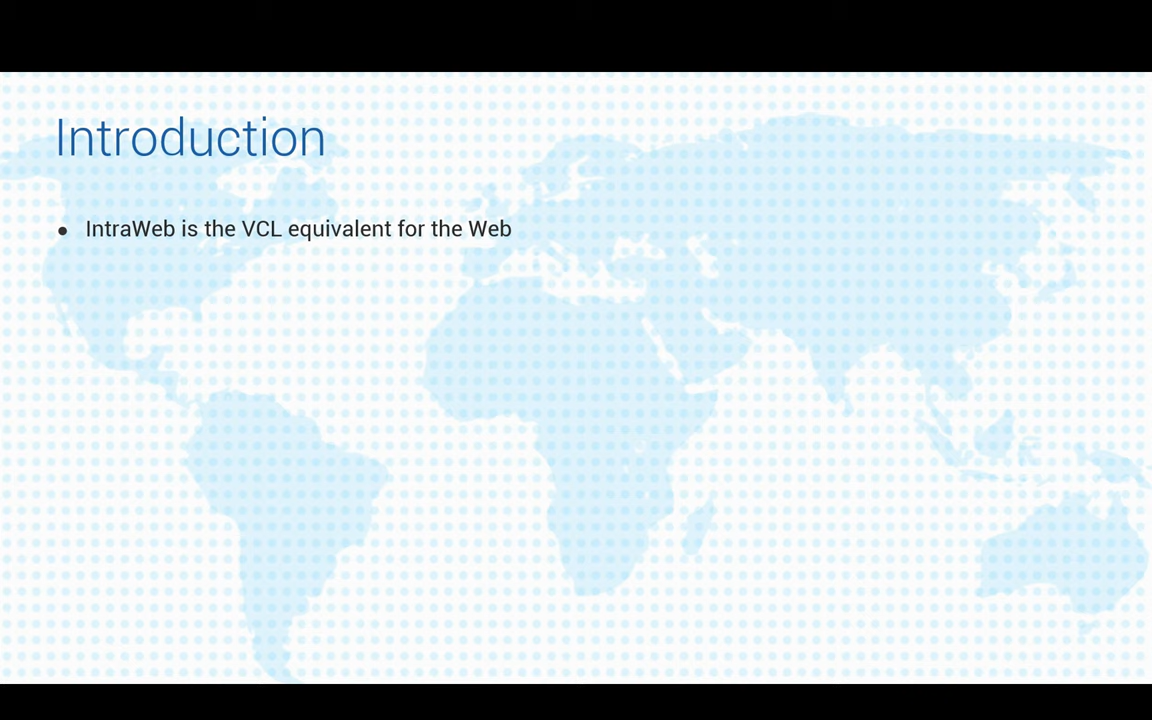 Introduction
• IntraWeb is the VCL equivalent for the Web